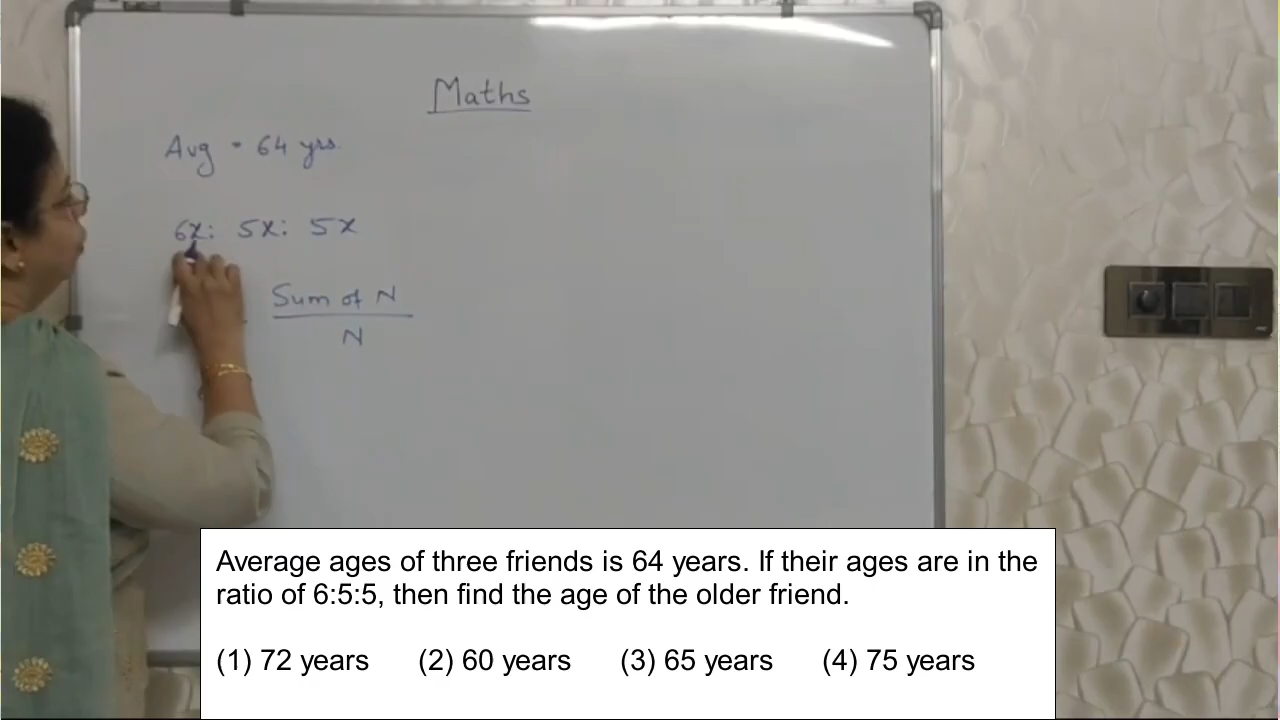 Maths
Avg = 64 yrs.
6x: 5x: 5x
Sum of N
N
Average ages of three friends is 64 years. If their ages are in the
ratio of 6:5:5, then find the age of the older friend.
(1) 72 years (2) 60 years (3) 65 years (4) 75 years